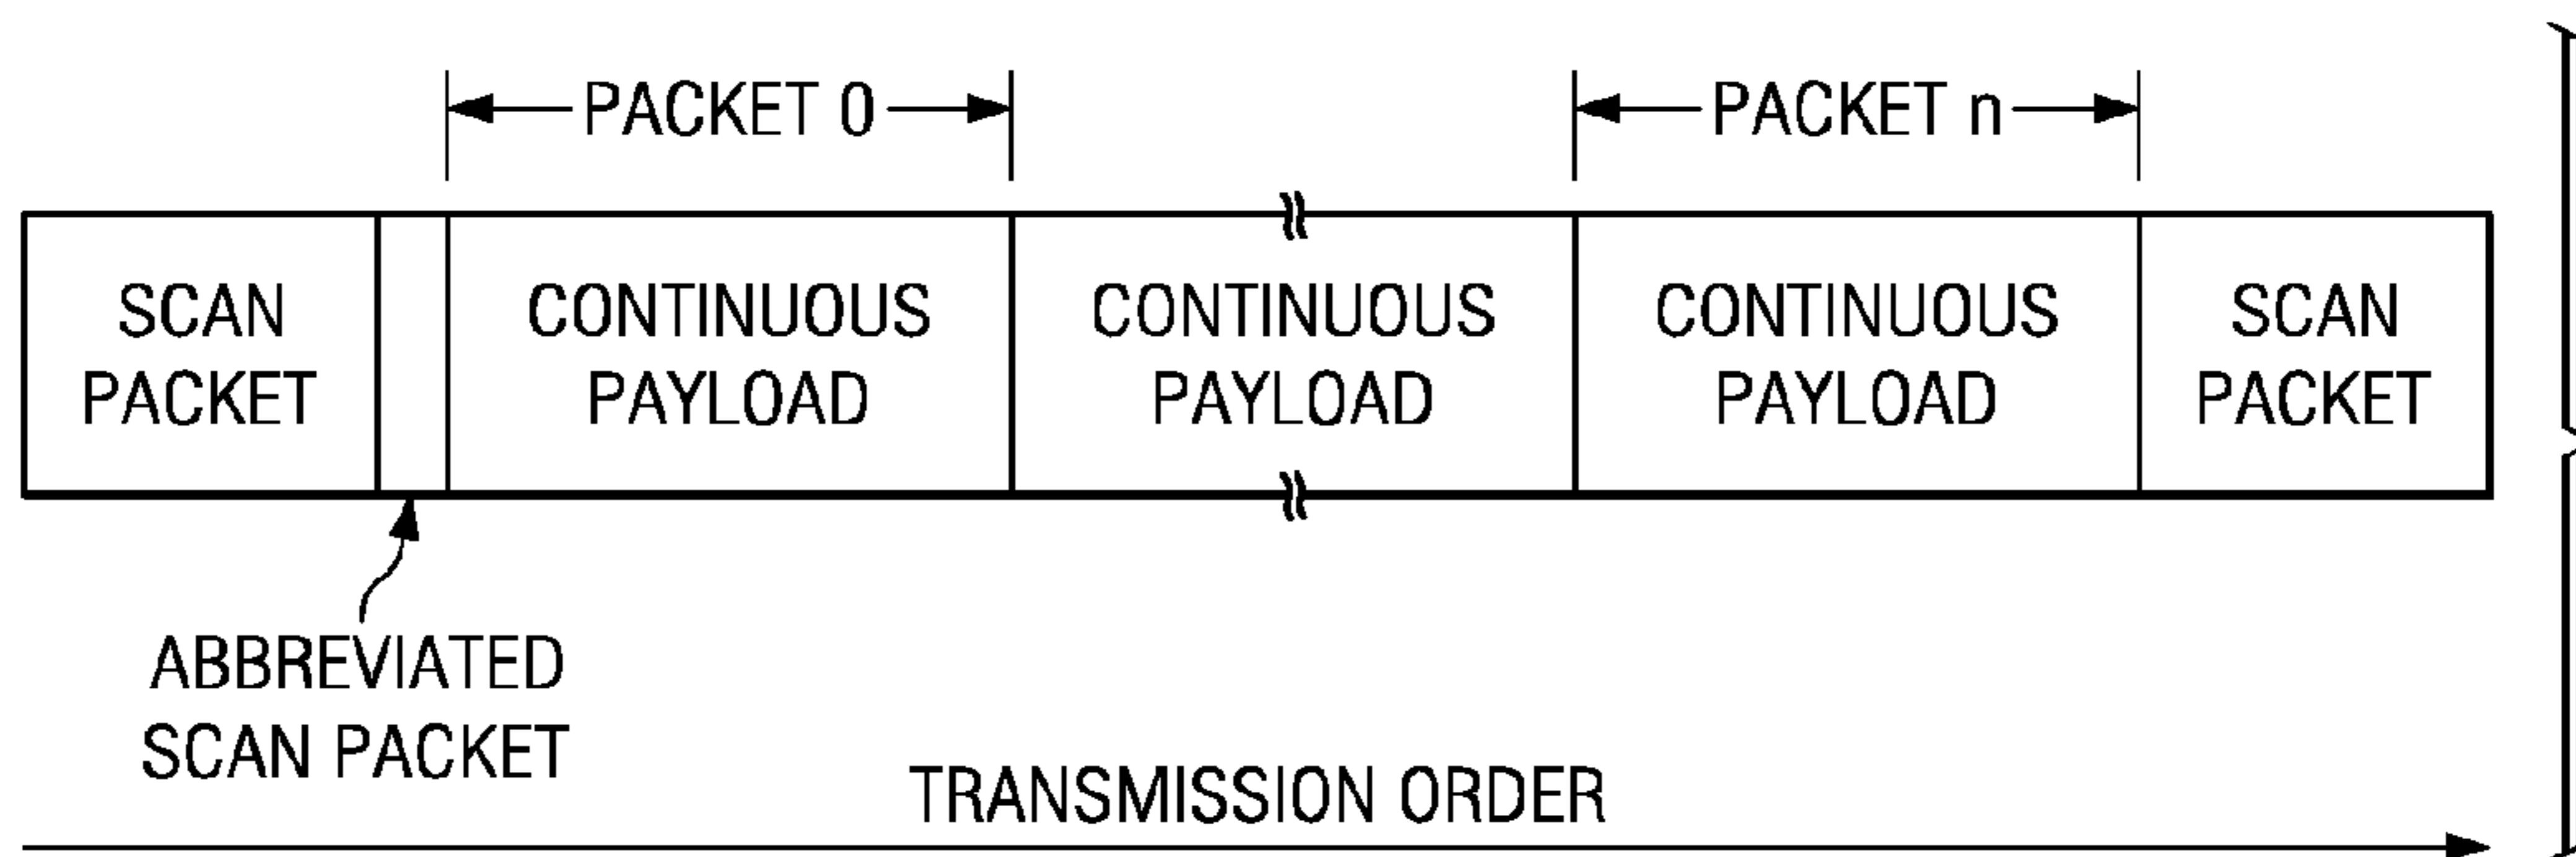 PACKET 0
PACKET n
SCAN
PACKET
CONTINUOUS
PAYLOAD
CONTINUOUS
PAYLOAD
CONTINUOUS
PAYLOAD
SCAN
PACKET
ABBREVIATED
SCAN PACKET
TRANSMISSION ORDER